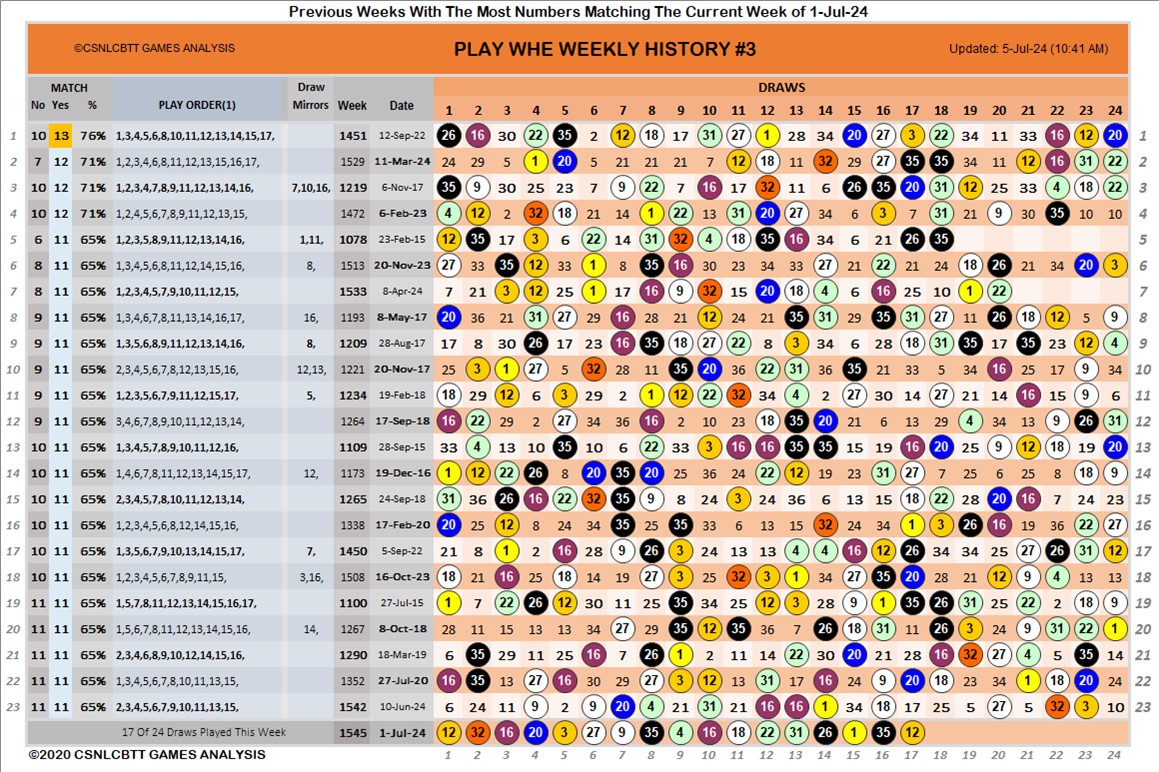 Previous Weeks With The Most Numbers Matching The Current Week of 1-Jul-24
©CSNLCBTT GAMES ANALYSIS PLAY WHE WEEKLY HISTORY #3 Updated: 5-Jul-24 (10:41 AM)
MATCH Draw DRAWS
No Yes % PLAY ORDER(1) Mirrors Week Date 1 2 3 4 5 6 7 8 9 10 11 12 13 14 15 16 17 18 19 20 21 22 23 24
1 10 13 76% 1,3,4,5,6,8,10,11,12,13,14,15,17, 1451 12-Sep-22 26 16 30 22 35 2 12 18 17 31 27 1 28 34 20 27 3 22 34 11 33 16 12 20 1
2 7 12 71% 1,2,3,4,6,8,11,12,13,15,16,17, 1529 11-Mar-24 24 29 5 1 20 5 21 21 21 7 12 18 11 32 29 27 35 35 34 11 12 16 31 22 2
3 10 12 71% 1,2,3,4,7,8,9,11,12,13,14,16, 7,10,16, 1219 6-Nov-17 35 9 30 25 23 7 9 22 7 16 17 32 11 6 26 35 20 31 12 25 33 4 18 22 3
4 10 12 71% 1,2,4,5,6,7,8,9,11,12,13,15, 1472 6-Feb-23 4 12 2 32 18 21 14 1 22 13 31 20 27 34 6 3 7 31 21 9 30 35 10 10 4
5 6 11 65% 1,2,3,5,8,9,11,12,13,14,16, 1,11, 1078 23-Feb-15 12 35 17 3 6 22 14 31 32 4 18 35 16 34 6 21 26 35 5
6 8 11 65% 1,3,4,5,6,8,11,12,14,15,16, 8, 1513 20-Nov-23 27 33 35 12 33 1 8 35 16 30 23 34 33 27 21 22 21 24 18 26 21 34 20 3 6
7 8 11 65% 1,2,3,4,5,7,9,10,11,12,15, 1533 8-Apr-24 7 21 3 12 25 1 17 16 9 32 15 20 18 4 6 16 25 10 1 22 7
8 9 11 65% 1,3,4,6,7,8,11,13,14,16,17, 16, 1193 8-May-17 20 36 21 31 27 29 16 28 21 12 24 21 35 31 29 35 31 27 11 26 18 12 5 9 8
9 9 11 65% 1,3,5,6,8,9,11,13,14,15,16, 8, 1209 28-Aug-17 17 8 30 26 17 23 16 35 18 27 22 8 3 34 6 28 18 31 35 17 35 23 12 4 9
10 9 11 65% 2,3,4,5,6,7,8,12,13,15,16, 12,13, 1221 20-Nov-17 25 3 1 27 5 32 28 11 35 20 36 22 31 36 35 21 33 5 34 16 25 17 9 34 10
11 9 11 65% 1,2,3,5,6,7,9,11,12,15,17, 5, 1234 19-Feb-18 18 29 12 6 3 29 2 1 12 22 32 34 4 2 27 30 14 27 21 14 16 15 9 6 11
12 9 11 65% 3,4,6,7,8,9,10,11,12,13,14, 1264 17-Sep-18 16 22 29 2 27 34 36 16 2 10 23 18 35 20 21 6 13 29 4 34 13 9 26 31 12
13 10 11 65% 1,3,4,5,7,8,9,10,11,12,16, 1109 28-Sep-15 33 4 13 10 35 10 6 22 33 3 16 16 35 35 15 19 16 20 25 9 12 18 19 20 13
14 10 11 65% 1,4,6,7,8,11,12,13,14,15,17, 12, 1173 19-Dec-16 1 12 22 26 8 20 35 20 25 36 24 22 12 19 23 31 27 7 25 6 25 8 18 9 14
15 10 11 65% 2,3,4,5,7,8,10,11,12,13,14, 1265 24-Sep-18 31 36 26 16 22 32 35 9 8 24 3 24 36 6 13 15 18 22 28 20 16 7 24 23 15
16 10 11 65% 1,2,3,4,5,6,8,12,14,15,16, 1338 17-Feb-20 20 25 12 8 24 34 35 25 35 33 6 13 15 32 24 34 1 3 26 16 19 36 22 27 16
17 10 11 65% 1,3,5,6,7,9,10,13,14,15,17, 7, 1450 5-Sep-22 21 8 1 2 16 28 9 26 3 24 13 13 4 4 16 12 26 34 34 25 27 26 31 12 17
18 10 11 65% 1,2,3,4,5,6,7,8,9,11,15, 3,16, 1508 16-Oct-23 18 21 16 25 18 14 19 27 3 25 32 3 1 34 27 35 20 28 21 12 9 4 13 13 18
19 11 11 65% 1,5,7,8,11,12,13,14,15,16,17, 1100 27-Jul-15 1 7 22 26 12 30 11 25 35 34 25 12 3 28 9 1 35 26 31 25 22 2 18 9 19
20 11 11 65% 1,5,6,7,8,11,12,13,14,15,16, 14, 1267 8-Oct-18 28 11 15 13 13 34 27 29 35 12 35 36 7 26 18 31 11 26 3 24 9 31 22 1 20
21 11 11 65% 2,3,4,6,8,9,10,12,14,15,16, 1290 18-Mar-19 6 35 29 11 25 16 7 26 1 2 11 14 22 30 20 21 28 16 32 27 4 5 35 14 21
22 11 11 65% 1,3,4,5,6,7,8,10,13,15,17, 1352 27-Jul-20 16 35 13 27 16 30 29 27 3 12 22 31 17 16 24 9 20 18 23 34 1 18 20 24 22
23 11 11 65% 2,3,4,5,6,7,9,10,11,13,15, 1542 10-Jun-24 6 24 11 9 2 9 20 4 21 31 21 16 16 1 34 18 17 25 5 27 5 32 3 10 23
17 Of 24 Draws Played This Week 1545 1-Jul-24 12 32 16 20 3 27 9 35 4 16 18 22 31 26 1 35 12
©2020 CSNLCBTT GAMES ANALYSIS 1 2 3 4 5 6 7 8 9 10 11 12 13 14 15 16 17 18 19 20 21 22 23 24